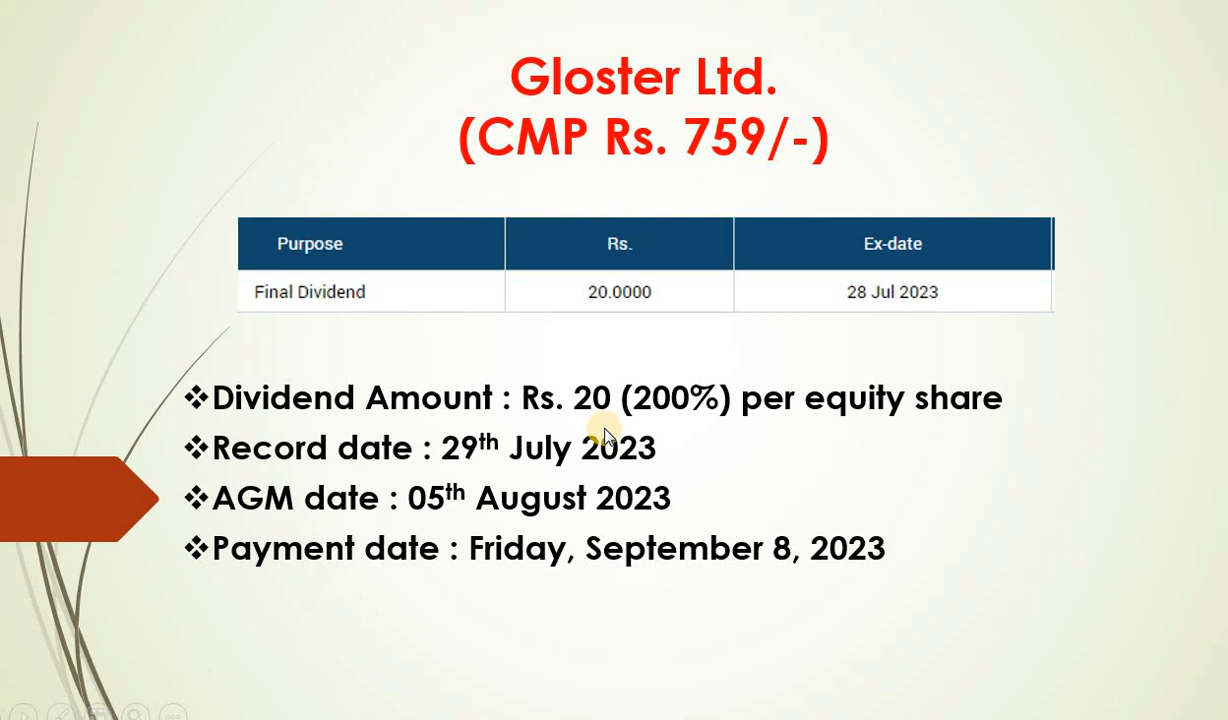 Gloster Ltd.
(CMP Rs. 759/-)
Purpose Rs. Ex-date
Final Dividend 20.0000 28 Jul 2023
❖Dividend Amount : Rs. 20 (200%) per equity share
❖Record date : 29th July 2023
❖AGM date : 05th August 2023
❖Payment date : Friday, September 8, 2023